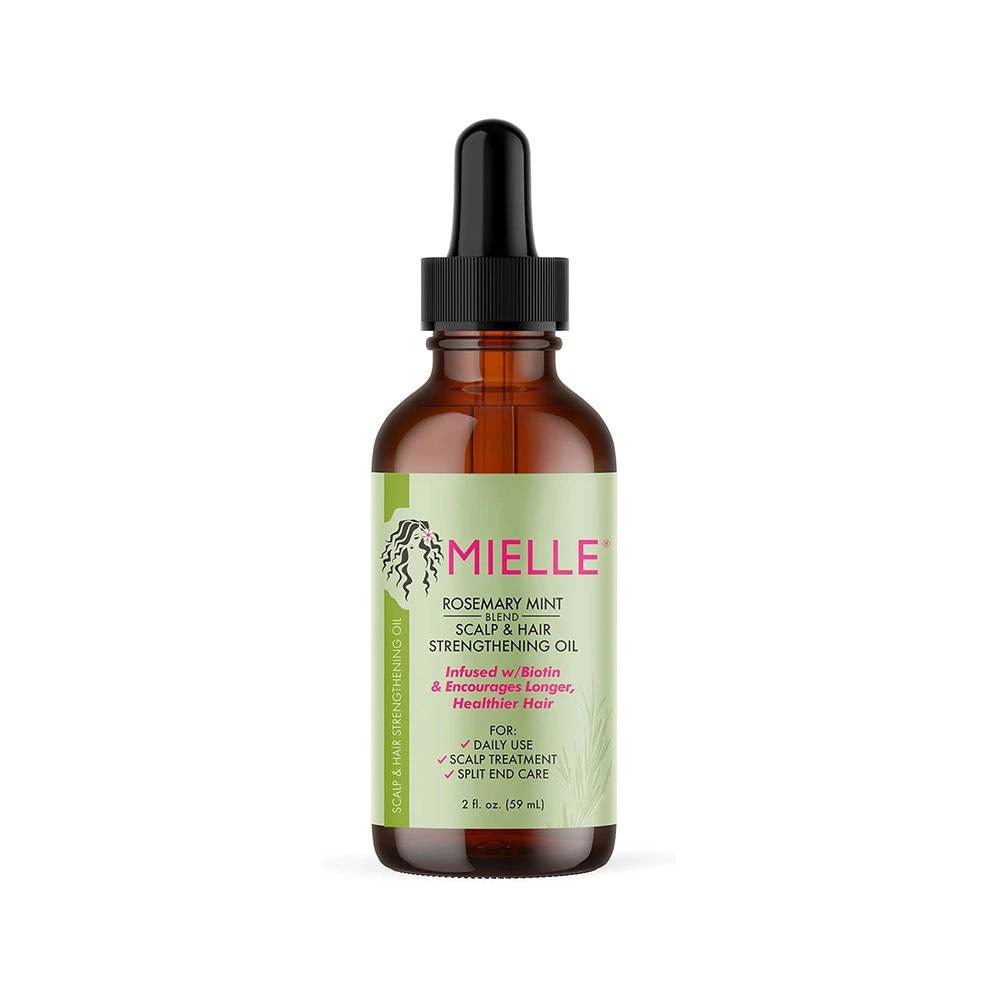 MIELLE®
ROSEMARY MINT
BLEND
SCALP & HAIR
STRENGTHENING OIL
Infused w/Biotin
& Encourages Longer,
Healthier Hair
FOR:
✓ DAILY USE
✓ SCALP TREATMENT
✓ SPLIT END CARE
2 fl. oz. (59 mL)
SCALP & HAIR STRENGTHENING OIL